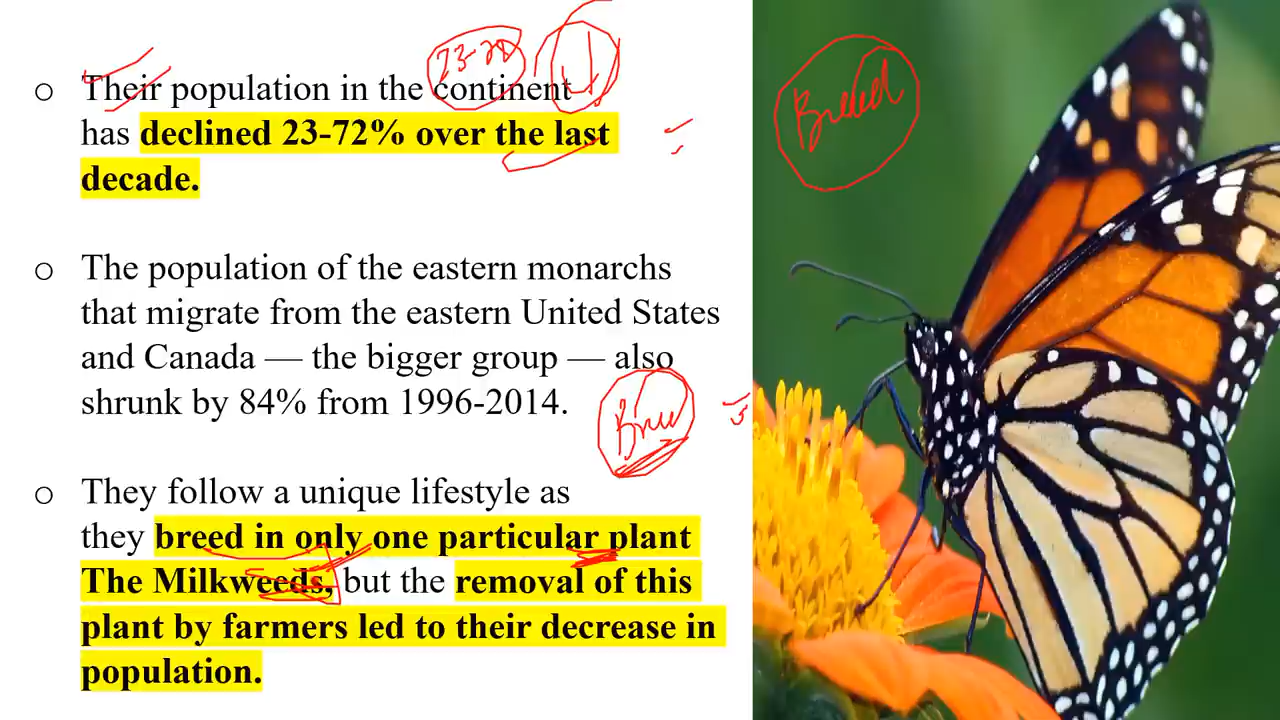 Their population in the continent
has declined 23-72% over the last
decade.
The population of the eastern monarchs
that migrate from the eastern United States
and Canada — the bigger group — also
shrunk by 84% from 1996-2014.
They follow a unique lifestyle as
they breed in only one particular plant
The Milkweeds, but the removal of this
plant by farmers led to their decrease in
population.